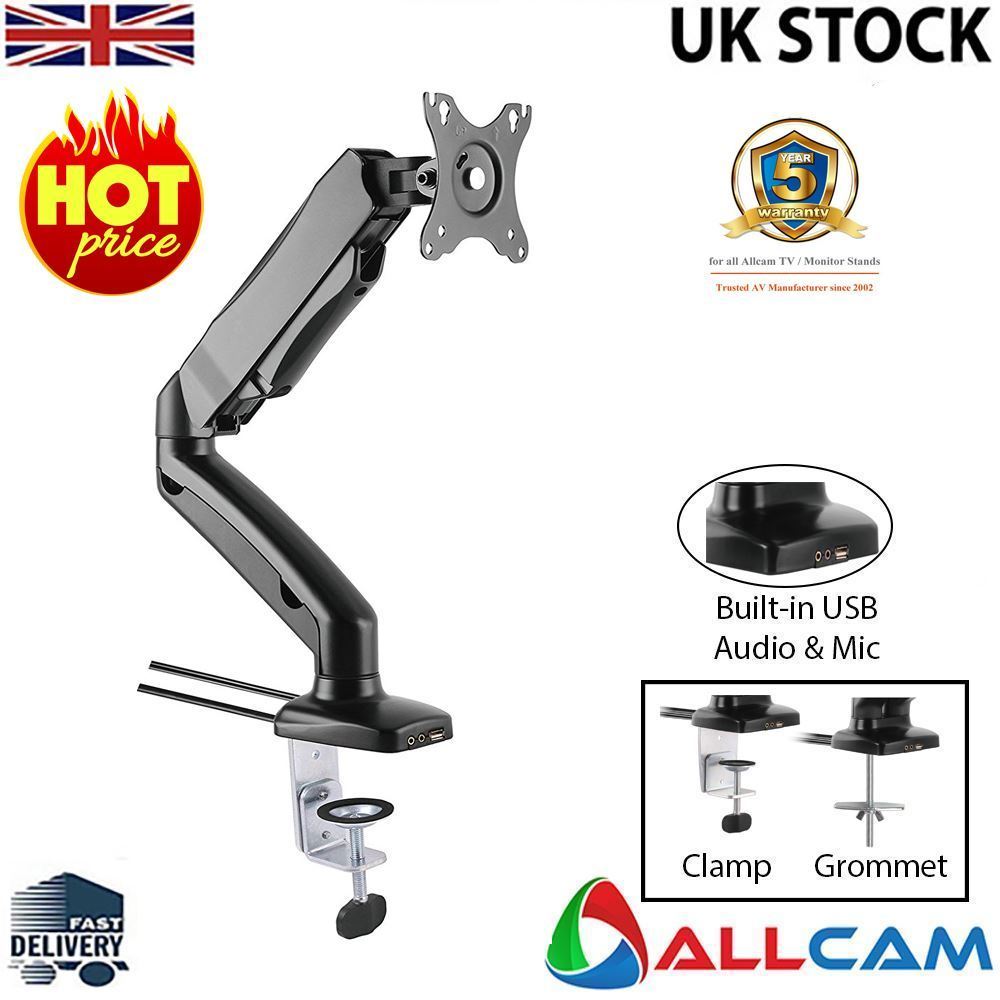 UK STOCK
HOT
price
YEAR
5
warranty
for all Allcam TV / Monitor Stands
Trusted AV Manufacturer since 2002
Built-in USB
Audio & Mic
Clamp
Grommet
FAST
DELIVERY
ALLCAM